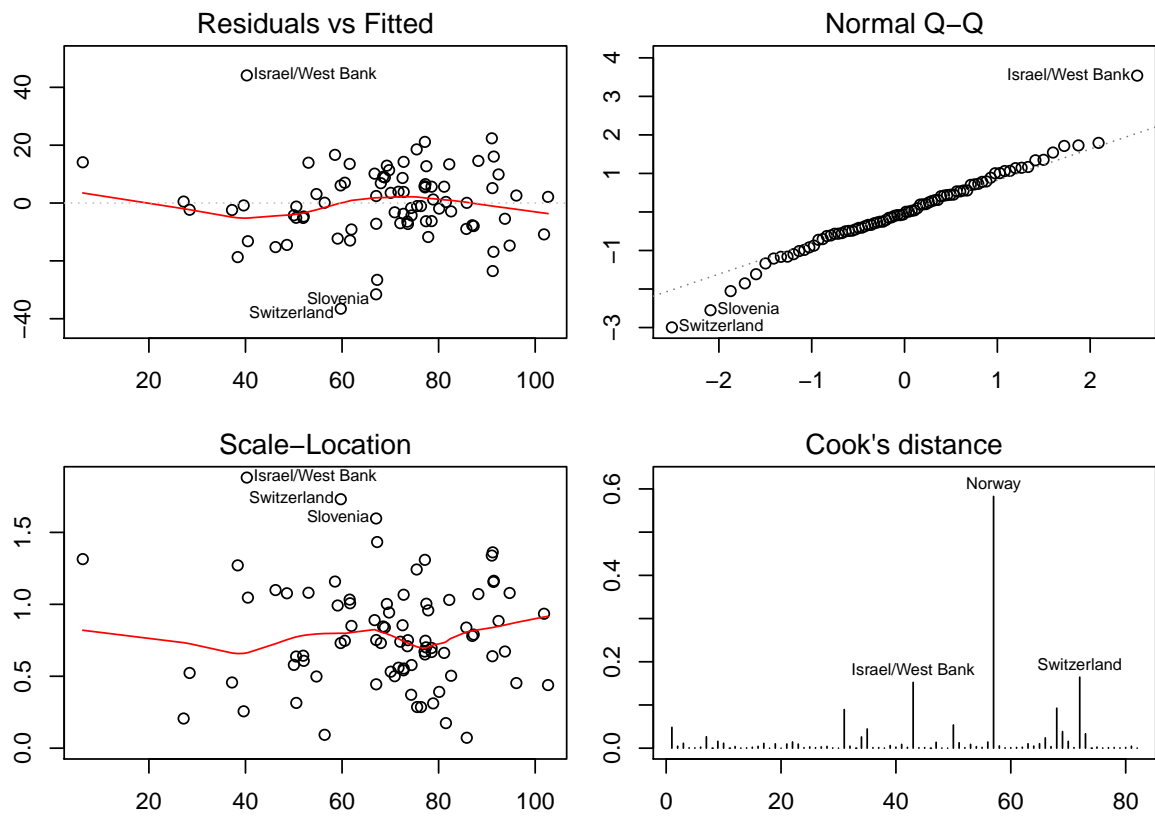 Residuals vs Fitted
40
20
0
−40
Israel/West Bank
Slovenia
Switzerland
20 40 60 80 100
Normal Q−Q
4
3
2
1
−1
−3
Israel/West Bank
Slovenia
Switzerland
−2 −1 0 1 2
Scale−Location
1.5
1.0
0.5
0.0
Israel/West Bank
Switzerland
Slovenia
20 40 60 80 100
Cook's distance
0.6
0.4
0.2
0.0
Norway
Israel/West Bank
Switzerland
0 20 40 60 80